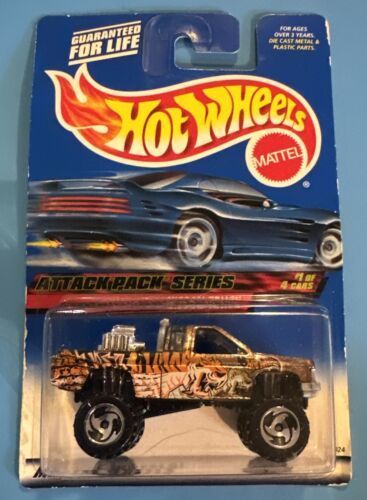 GUARANTEED
FOR LIFE
FOR AGES
OVER 3 YEARS.
DIE CAST METAL &
PLASTIC PARTS.
HOT WHEELS
MATTEL
®
ATTACK PACK SERIES
#1 OF
4 CARS